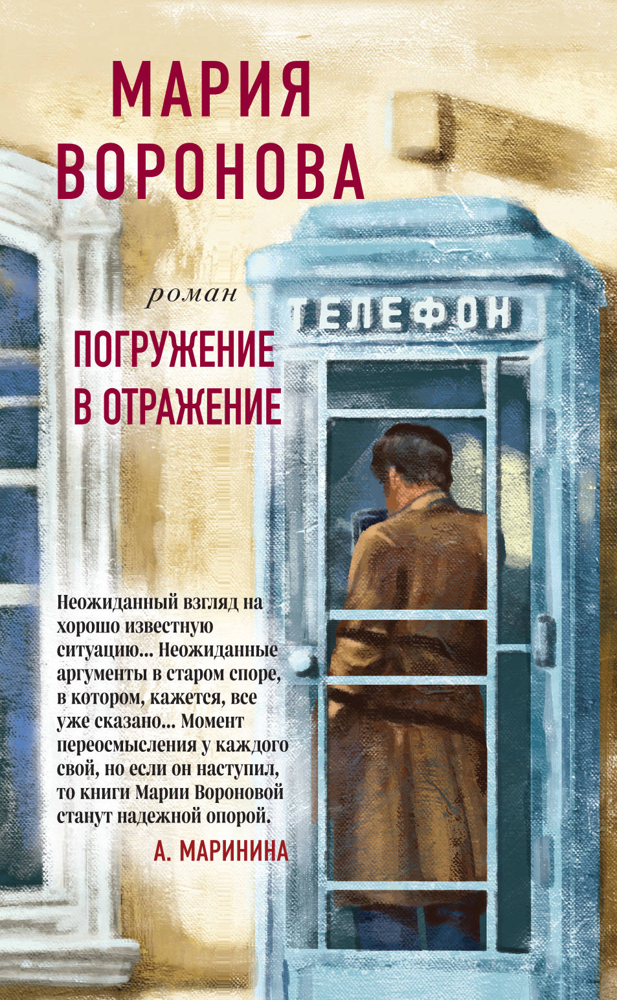 МАРИЯ
ВОРОНОВА
роман
ТЕЛЕФОН
ПОГРУЖЕНИЕ
В ОТРАЖЕНИЕ
Неожиданный взгляд на
хорошо известную
ситуацию... Неожиданные
аргументы в старом споре,
в котором, кажется, все
уже сказано... Момент
переосмысления у каждого
свой, но если он наступил,
то книги Марии Вороновой
станут надежной опорой.
А. МАРИНИНА